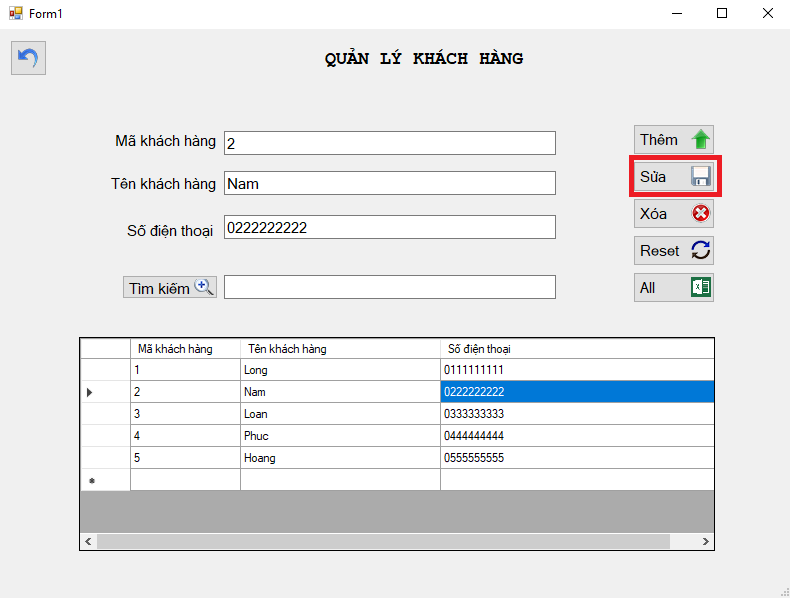 Form1
QUẢN LÝ KHÁCH HÀNG
Mã khách hàng 2
Thêm
Tên khách hàng Nam
Sửa
Số điện thoại 0222222222
Xóa
Reset
Tìm kiếm
All
Mã khách hàng Tên khách hàng Số điện thoại
1 Long 0111111111
2 Nam 0222222222
3 Loan 0333333333
4 Phuc 0444444444
5 Hoang 0555555555